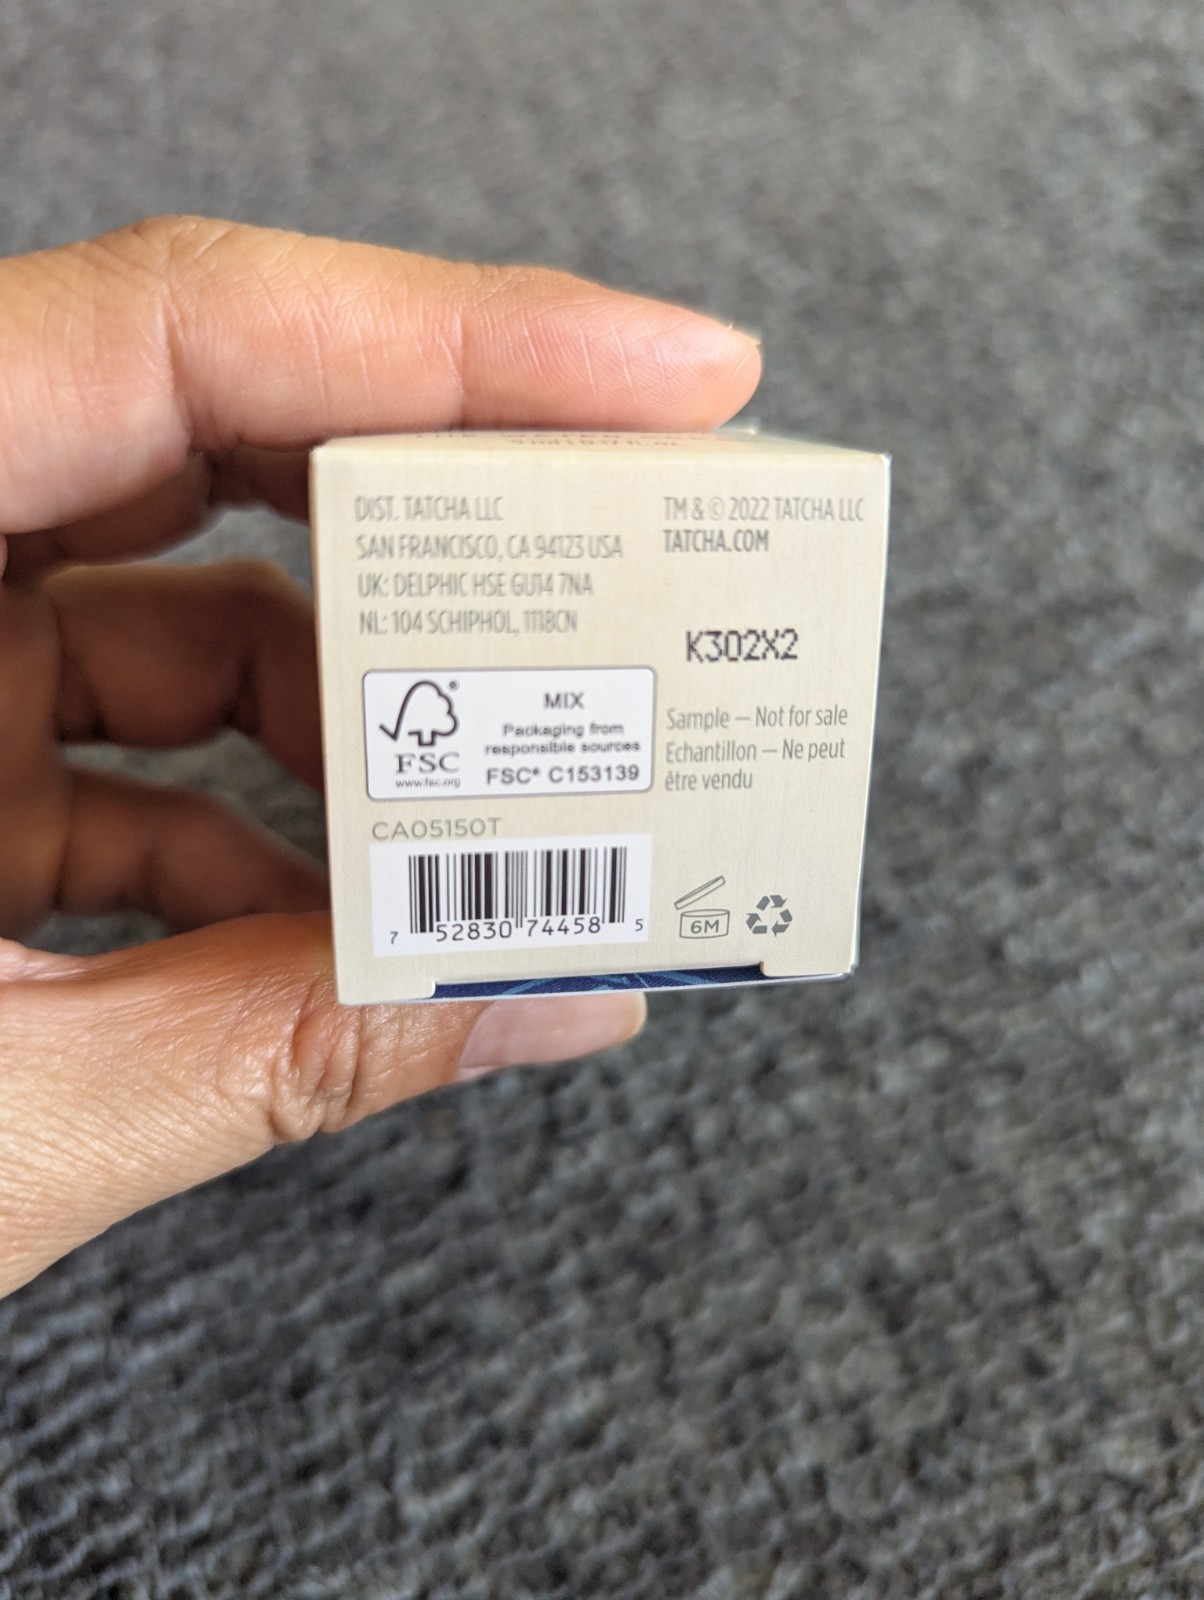 DIST. TATCHA LLC
SAN FRANCISCO, CA 94123 USA
UK: DELPHIC HSE GU14 7NA
NL: 104 SCHIPHOL, 1118CN
TM & © 2022 TATCHA LLC
TATCHA.COM
K302X2
FSC
www.fsc.org
MIX
Packaging from
responsible sources
FSC® C153139
Sample — Not for sale
Echantillon — Ne peut
être vendu
CA05150T
7 52830 74458 5
6M